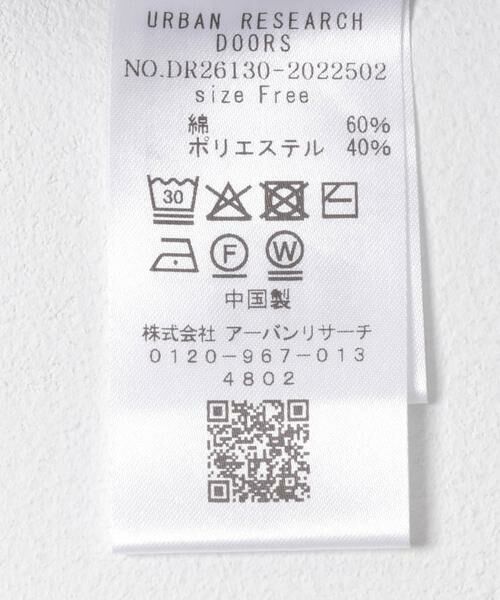 URBAN RESEARCH
DOORS
NO.DR26130-2022502
size Free
綿 60%
ポリエステル 40%
30
F W
中国製
株式会社 アーバンリサーチ
0120-967-013
4802